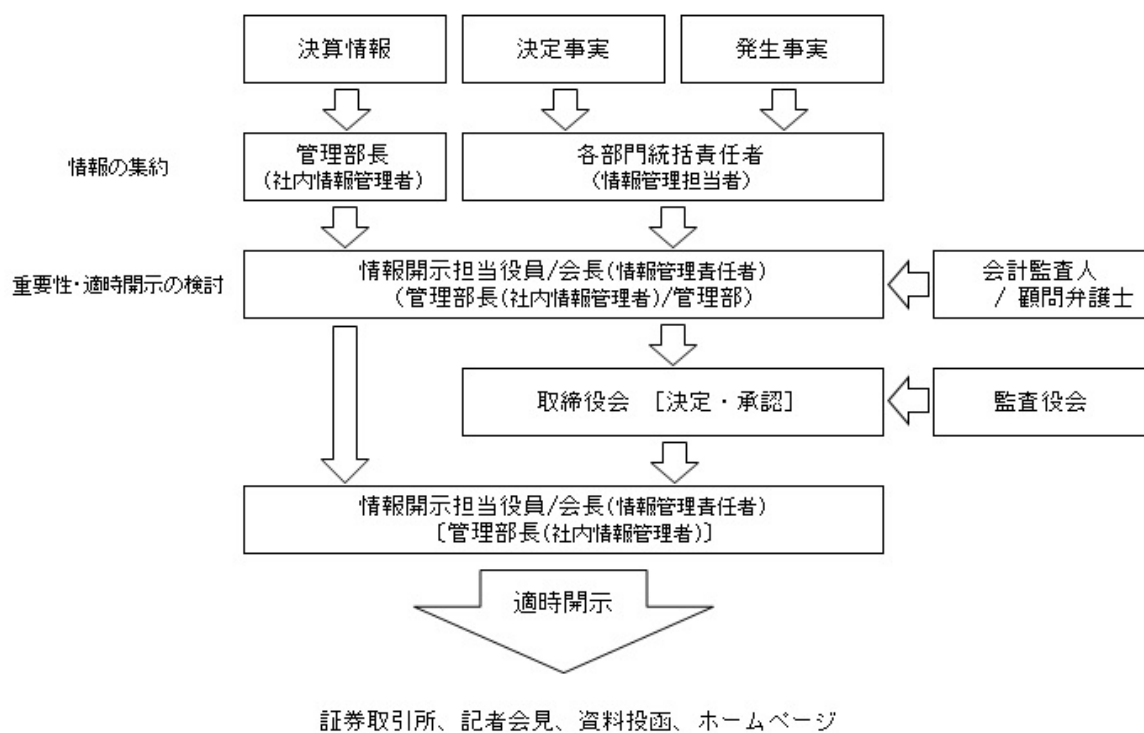 決算情報
決定事実
発生事実
情報の集約
管理部長
(社内情報管理者)
各部門統括責任者
(情報管理担当者)
重要性・適時開示の検討
情報開示担当役員/会長(情報管理責任者)
(管理部長(社内情報管理者)/管理部)
会計監査人
/ 顧問弁護士
取締役会 [決定・承認]
監査役会
情報開示担当役員/会長(情報管理責任者)
[管理部長(社内情報管理者)]
適時開示
証券取引所、記者会見、資料投函、ホームページ